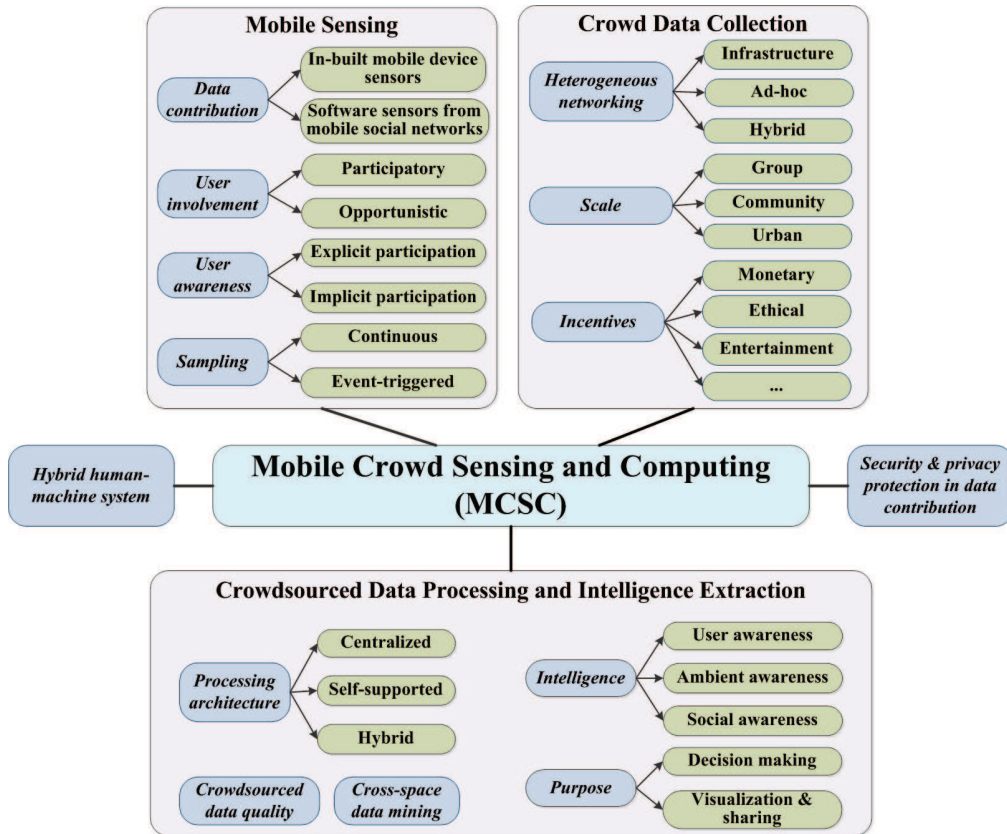 Mobile Sensing
Data
contribution
In-built mobile device
sensors
Software sensors from
mobile social networks
User
involvement
Participatory
Opportunistic
User
awareness
Explicit participation
Implicit participation
Sampling
Continuous
Event-triggered
Crowd Data Collection
Heterogeneous
networking
Infrastructure
Ad-hoc
Hybrid
Scale
Group
Community
Urban
Incentives
Monetary
Ethical
Entertainment
...
Hybrid human-
machine system
Mobile Crowd Sensing and Computing
(MCSC)
Security & privacy
protection in data
contribution
Crowdsourced Data Processing and Intelligence Extraction
Processing
architecture
Centralized
Self-supported
Hybrid
Crowdsourced
data quality
Cross-space
data mining
Intelligence
User awareness
Ambient awareness
Social awareness
Purpose
Decision making
Visualization &
sharing